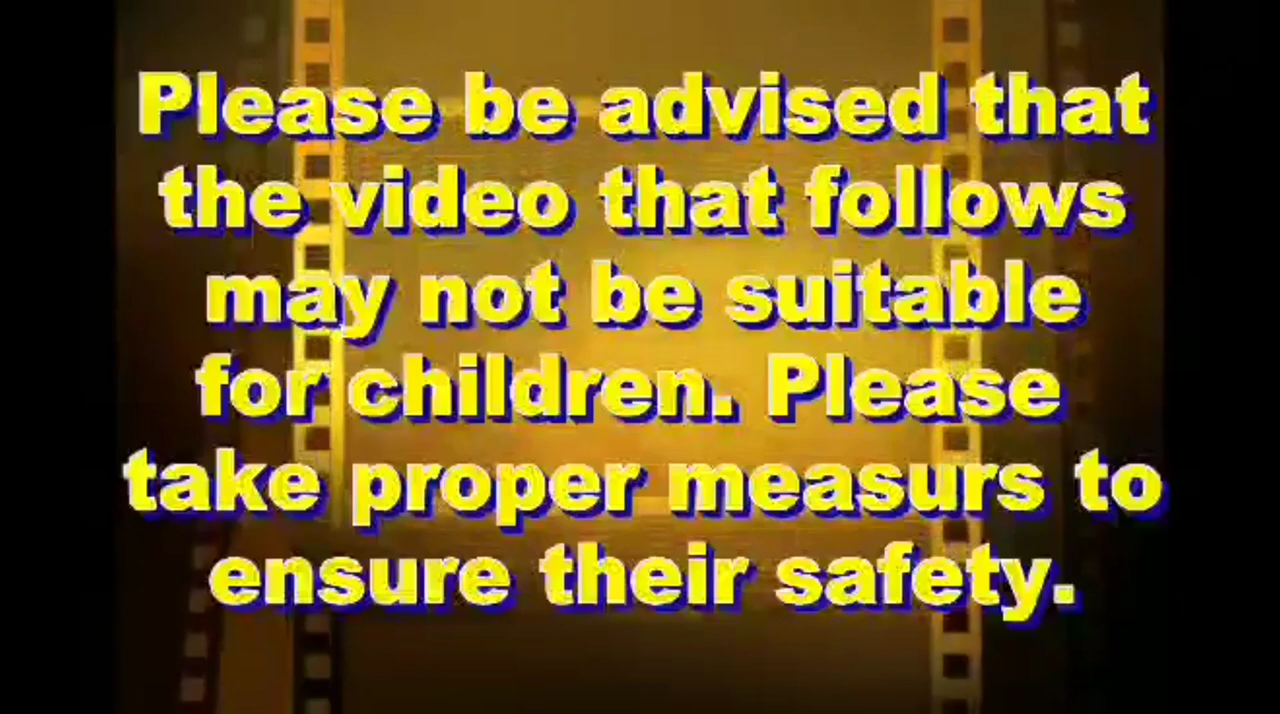 Please be advised that
the video that follows
may not be suitable
for children. Please
take proper measurs to
ensure their safety.